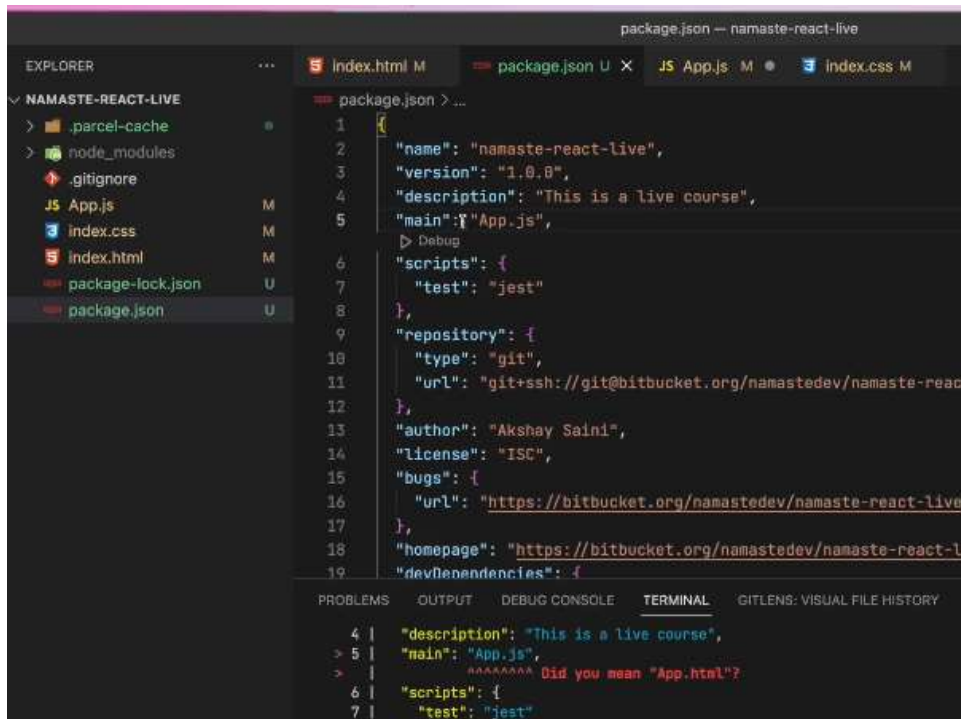 package.json — namaste-react-live
EXPLORER ...
index.html M package.json U X JS App.js M ● index.css M
NAMASTE-REACT-LIVE
package.json > ...
> .parcel-cache
> node_modules
.gitignore
JS App.js M
index.css M
index.html M
package-lock.json U
package.json U
1 {
2 "name": "namaste-react-live",
3 "version": "1.0.0",
4 "description": "This is a live course",
5 "main": "App.js",
Debug
6 "scripts": {
7 "test": "jest"
8 },
9 "repository": {
10 "type": "git",
11 "url": "git+ssh://git@bitbucket.org/namastedev/namaste-reac
12 },
13 "author": "Akshay Saini",
14 "license": "ISC",
15 "bugs": {
16 "url": "https://bitbucket.org/namastedev/namaste-react-live
17 },
18 "homepage": "https://bitbucket.org/namastedev/namaste-react-l
19 "devDependencies": {
PROBLEMS OUTPUT DEBUG CONSOLE TERMINAL GITLENS: VISUAL FILE HISTORY
4 | "description": "This is a live course",
> 5 | "main": "App.js",
> | ^^^^^^^^ Did you mean "App.html"?
6 | "scripts": {
7 | "test": "jest"